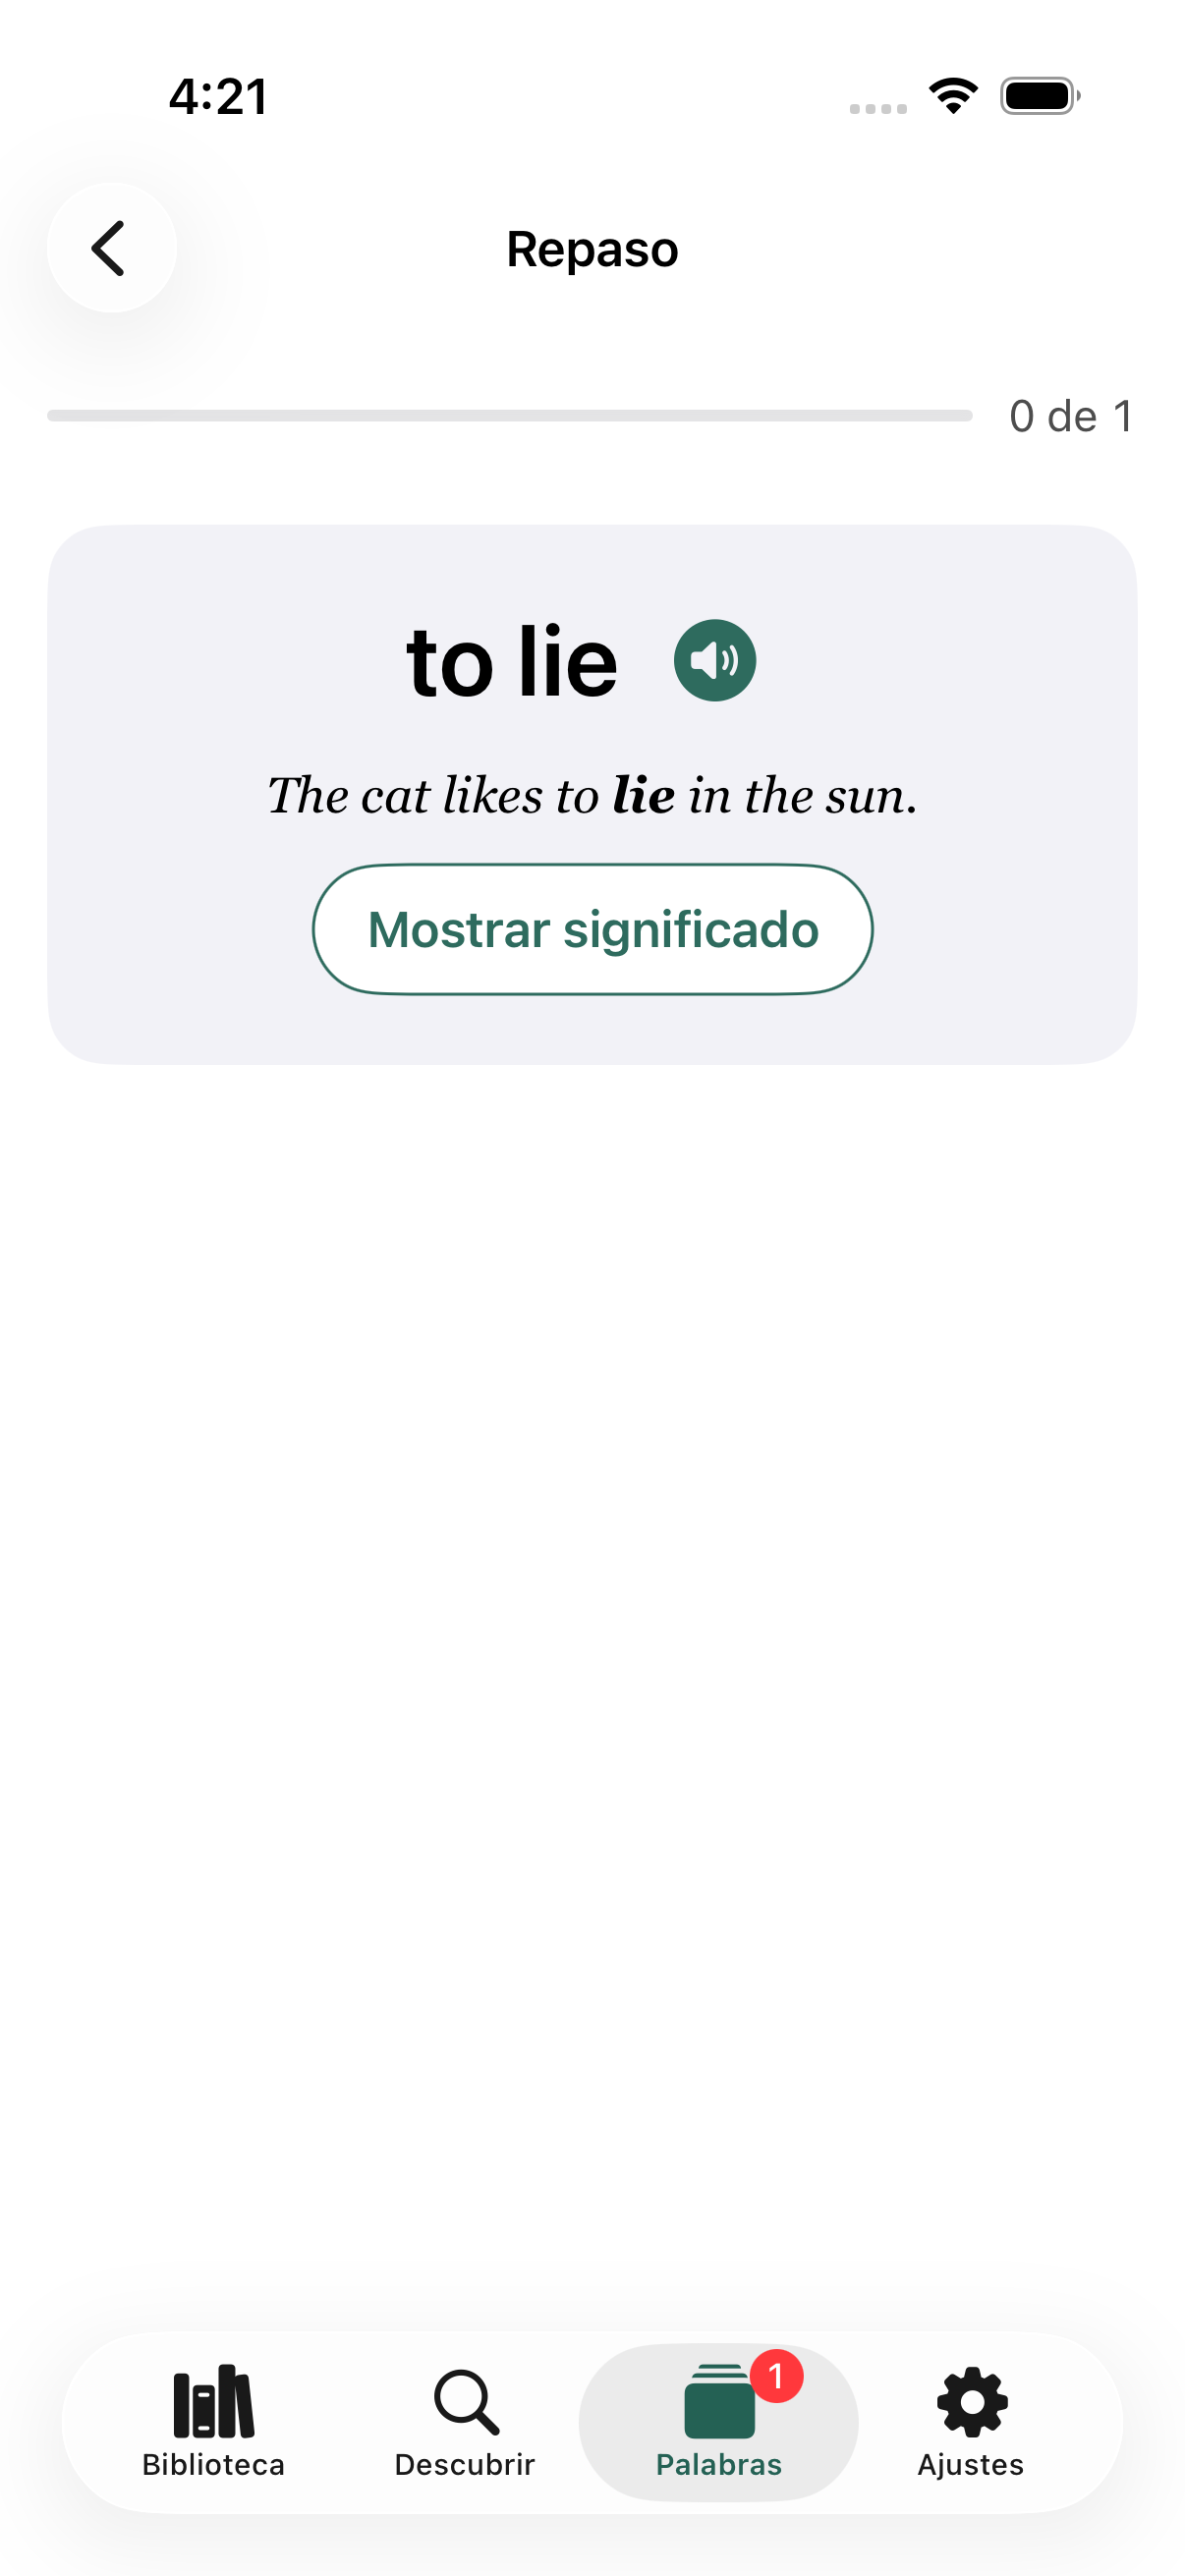 4:21
Repaso
0 de 1
to lie
The cat likes to lie in the sun.
Mostrar significado
1
Biblioteca
Descubrir
Palabras
Ajustes